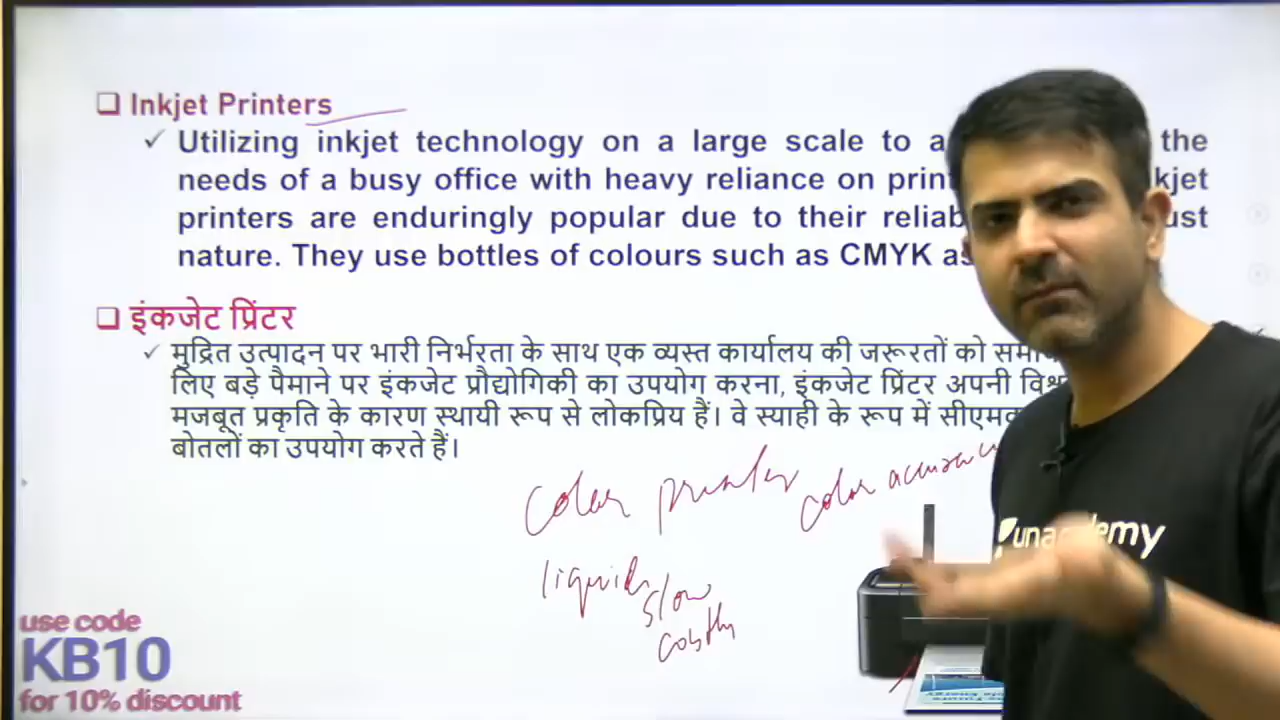 Inkjet Printers
Utilizing inkjet technology on a large scale to a the
needs of a busy office with heavy reliance on prin kjet
printers are enduringly popular due to their reliab ust
nature. They use bottles of colours such as CMYK as
इंकजेट प्रिंटर
मुद्रित उत्पादन पर भारी निर्भरता के साथ एक व्यस्त कार्यालय की जरूरतों को
लिए बड़े पैमाने पर इंकजेट प्रौद्योगिकी का उपयोग करना, इंकजेट प्रिंटर अपनी
मजबूत प्रकृति के कारण स्थायी रूप से लोकप्रिय हैं। वे स्याही के रूप में
बोतलों का उपयोग करते हैं।
Color printer color
liquid slow
costly
unacademy
use code
KB10
for 10% discount